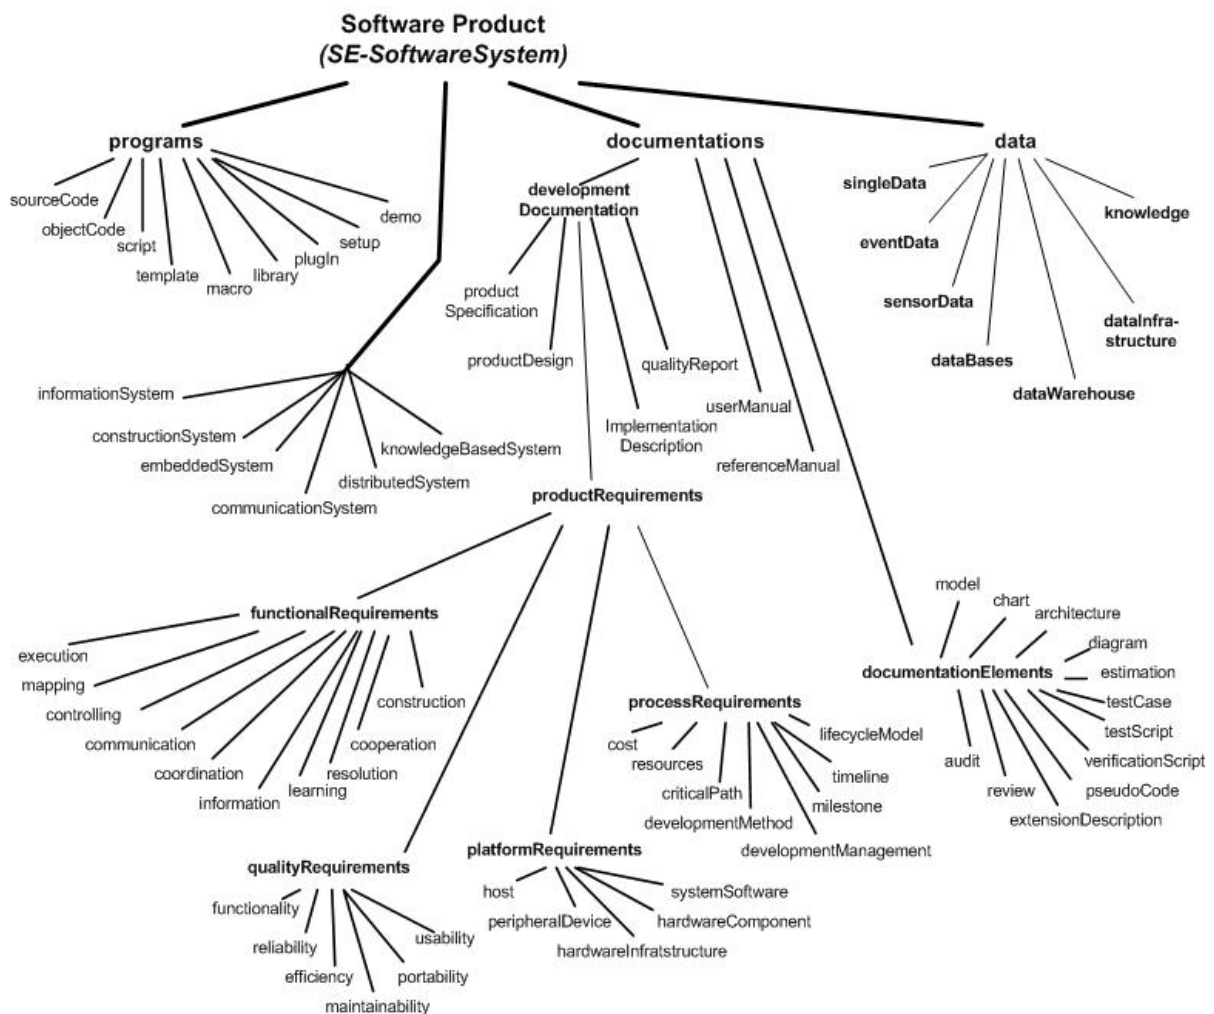 Software Product
(SE-SoftwareSystem)
programs
documentations
data
sourceCode
objectCode
script
template
macro
library
plugIn
setup
demo
development
Documentation
singleData
eventData
sensorData
dataBases
dataWarehouse
dataInfra-
structure
knowledge
product
Specification
productDesign
qualityReport
Implementation
Description
userManual
referenceManual
informationSystem
constructionSystem
embeddedSystem
communicationSystem
distributedSystem
knowledgeBasedSystem
productRequirements
functionalRequirements
execution
mapping
controlling
communication
coordination
information
learning
resolution
cooperation
construction
processRequirements
cost
resources
criticalPath
developmentMethod
developmentManagement
milestone
timeline
lifecycleModel
model
chart
architecture
diagram
documentationElements
estimation
testCase
testScript
verificationScript
pseudoCode
extensionDescription
review
audit
qualityRequirements
functionality
reliability
efficiency
maintainability
portability
usability
platformRequirements
host
peripheralDevice
hardwareInfratstructure
hardwareComponent
systemSoftware